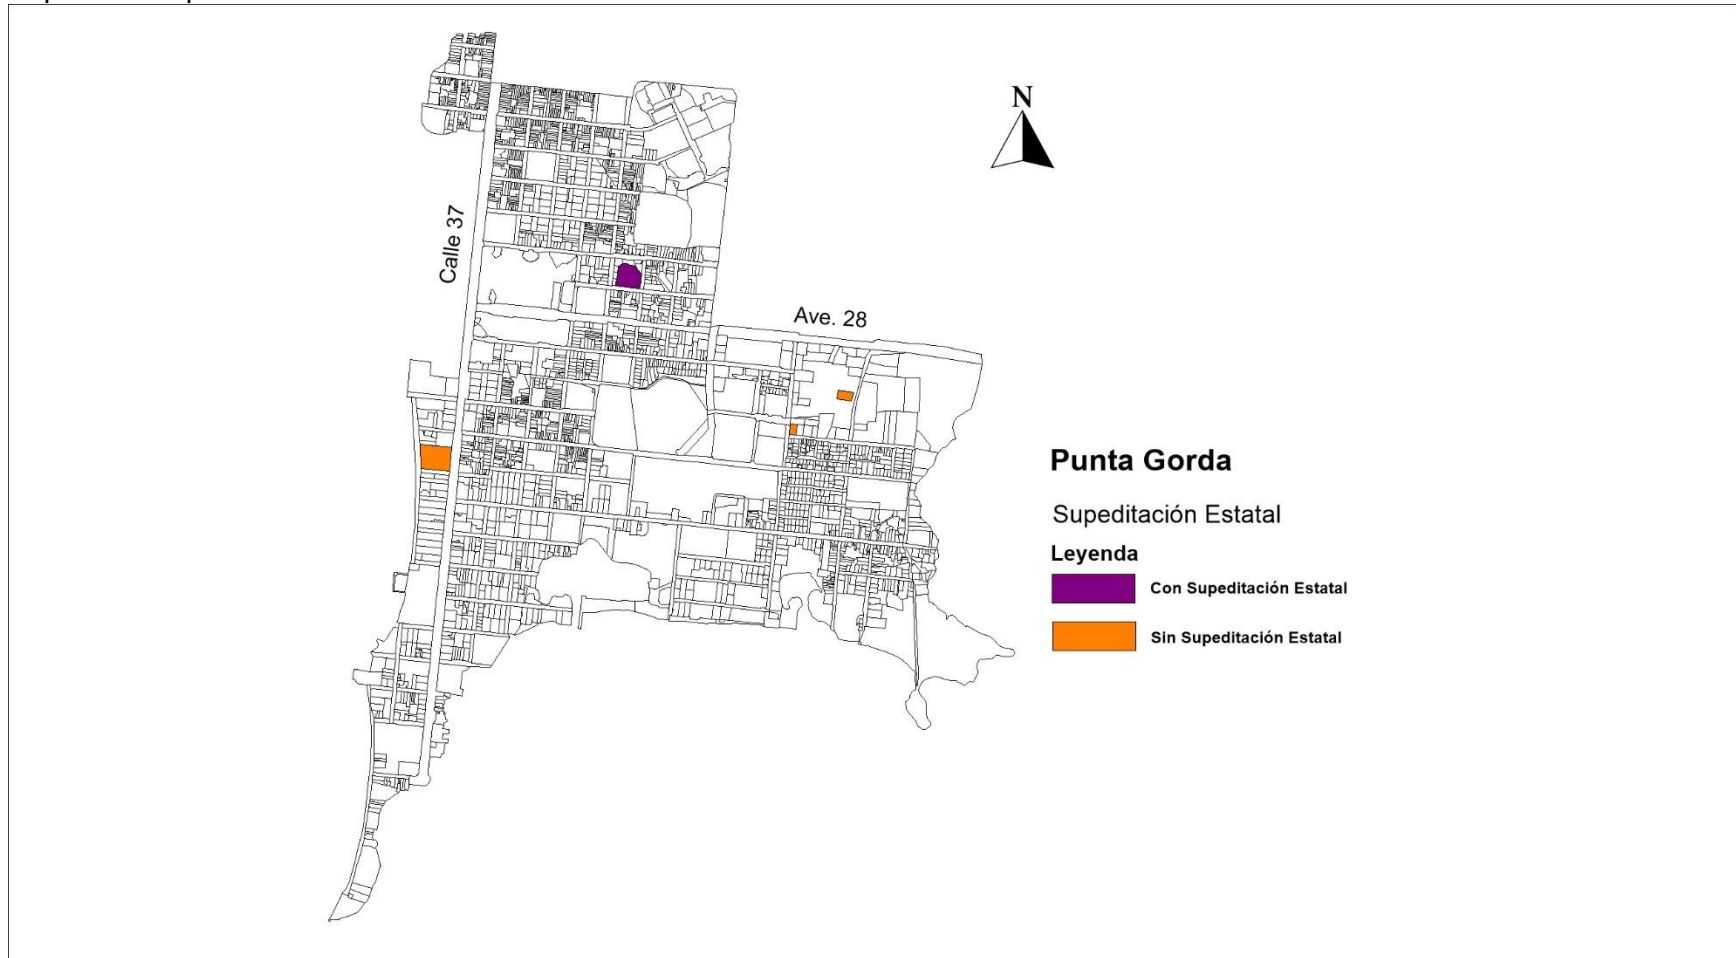 N
Calle 37
Ave. 28
Punta Gorda
Supeditación Estatal
Leyenda
Con Supeditación Estatal
Sin Supeditación Estatal